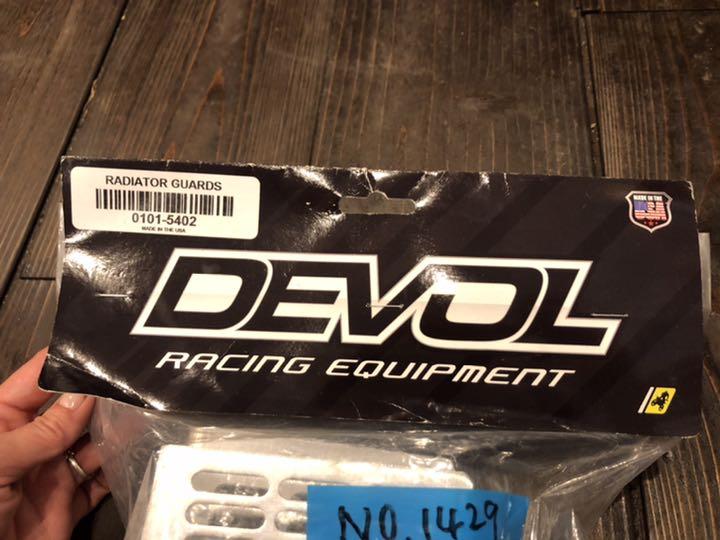 RADIATOR GUARDS
0101-5402
MADE IN THE USA
MADE IN THE
USA
DEVOL
RACING EQUIPMENT
NO.1429